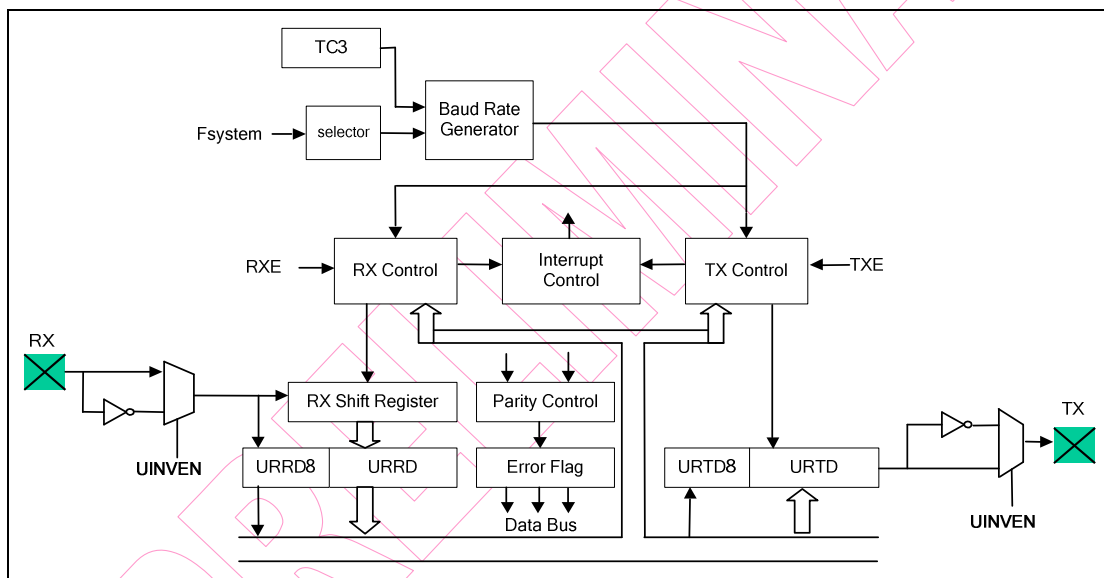 TC3
Baud Rate
Generator
Fsystem
selector
RXE
RX Control
Interrupt
Control
TX Control
TXE
RX
RX Shift Register
Parity Control
TX
UINVEN
URRD8
URRD
Error Flag
URTD8
URTD
Data Bus
UINVEN
PRELIMINA